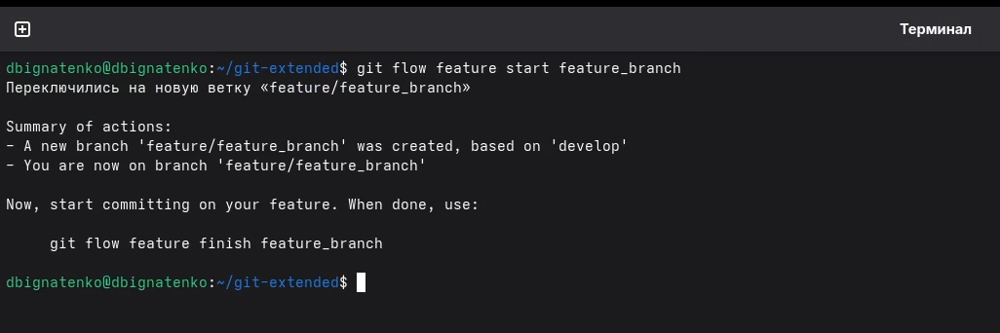 Терминал
dbignatenko@dbignatenko:~/git-extended$ git flow feature start feature_branch
Переключились на новую ветку «feature/feature_branch»
Summary of actions:
- A new branch 'feature/feature_branch' was created, based on 'develop'
- You are now on branch 'feature/feature_branch'
Now, start committing on your feature. When done, use:
git flow feature finish feature_branch
dbignatenko@dbignatenko:~/git-extended$